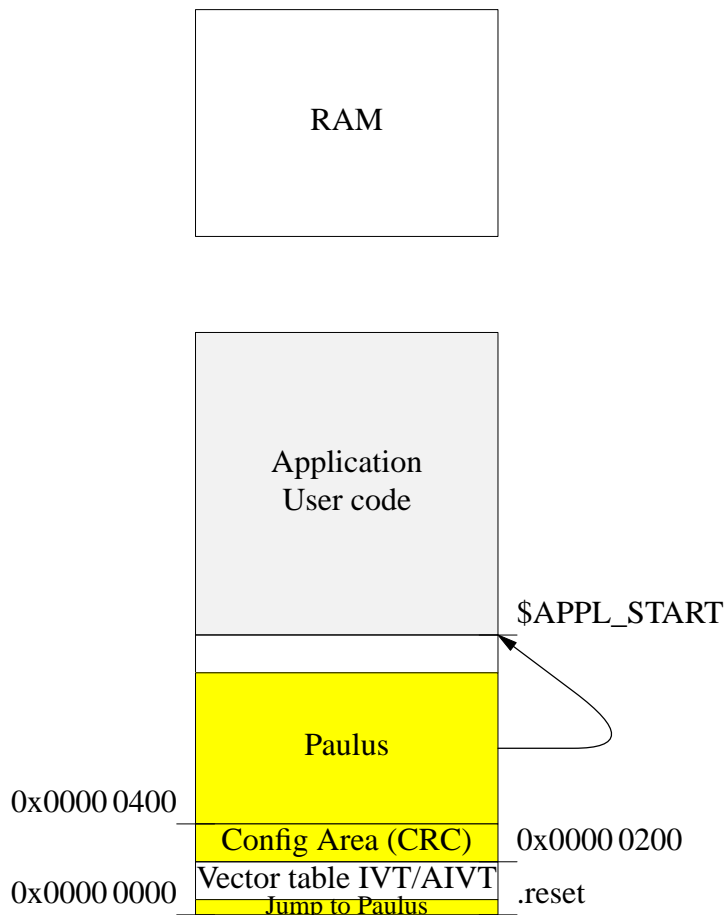 RAM
Application
User code
$APPL_START
Paulus
0x0000 0400
Config Area (CRC)
0x0000 0200
Vector table IVT/AIVT
0x0000 0000
.reset
Jump to Paulus